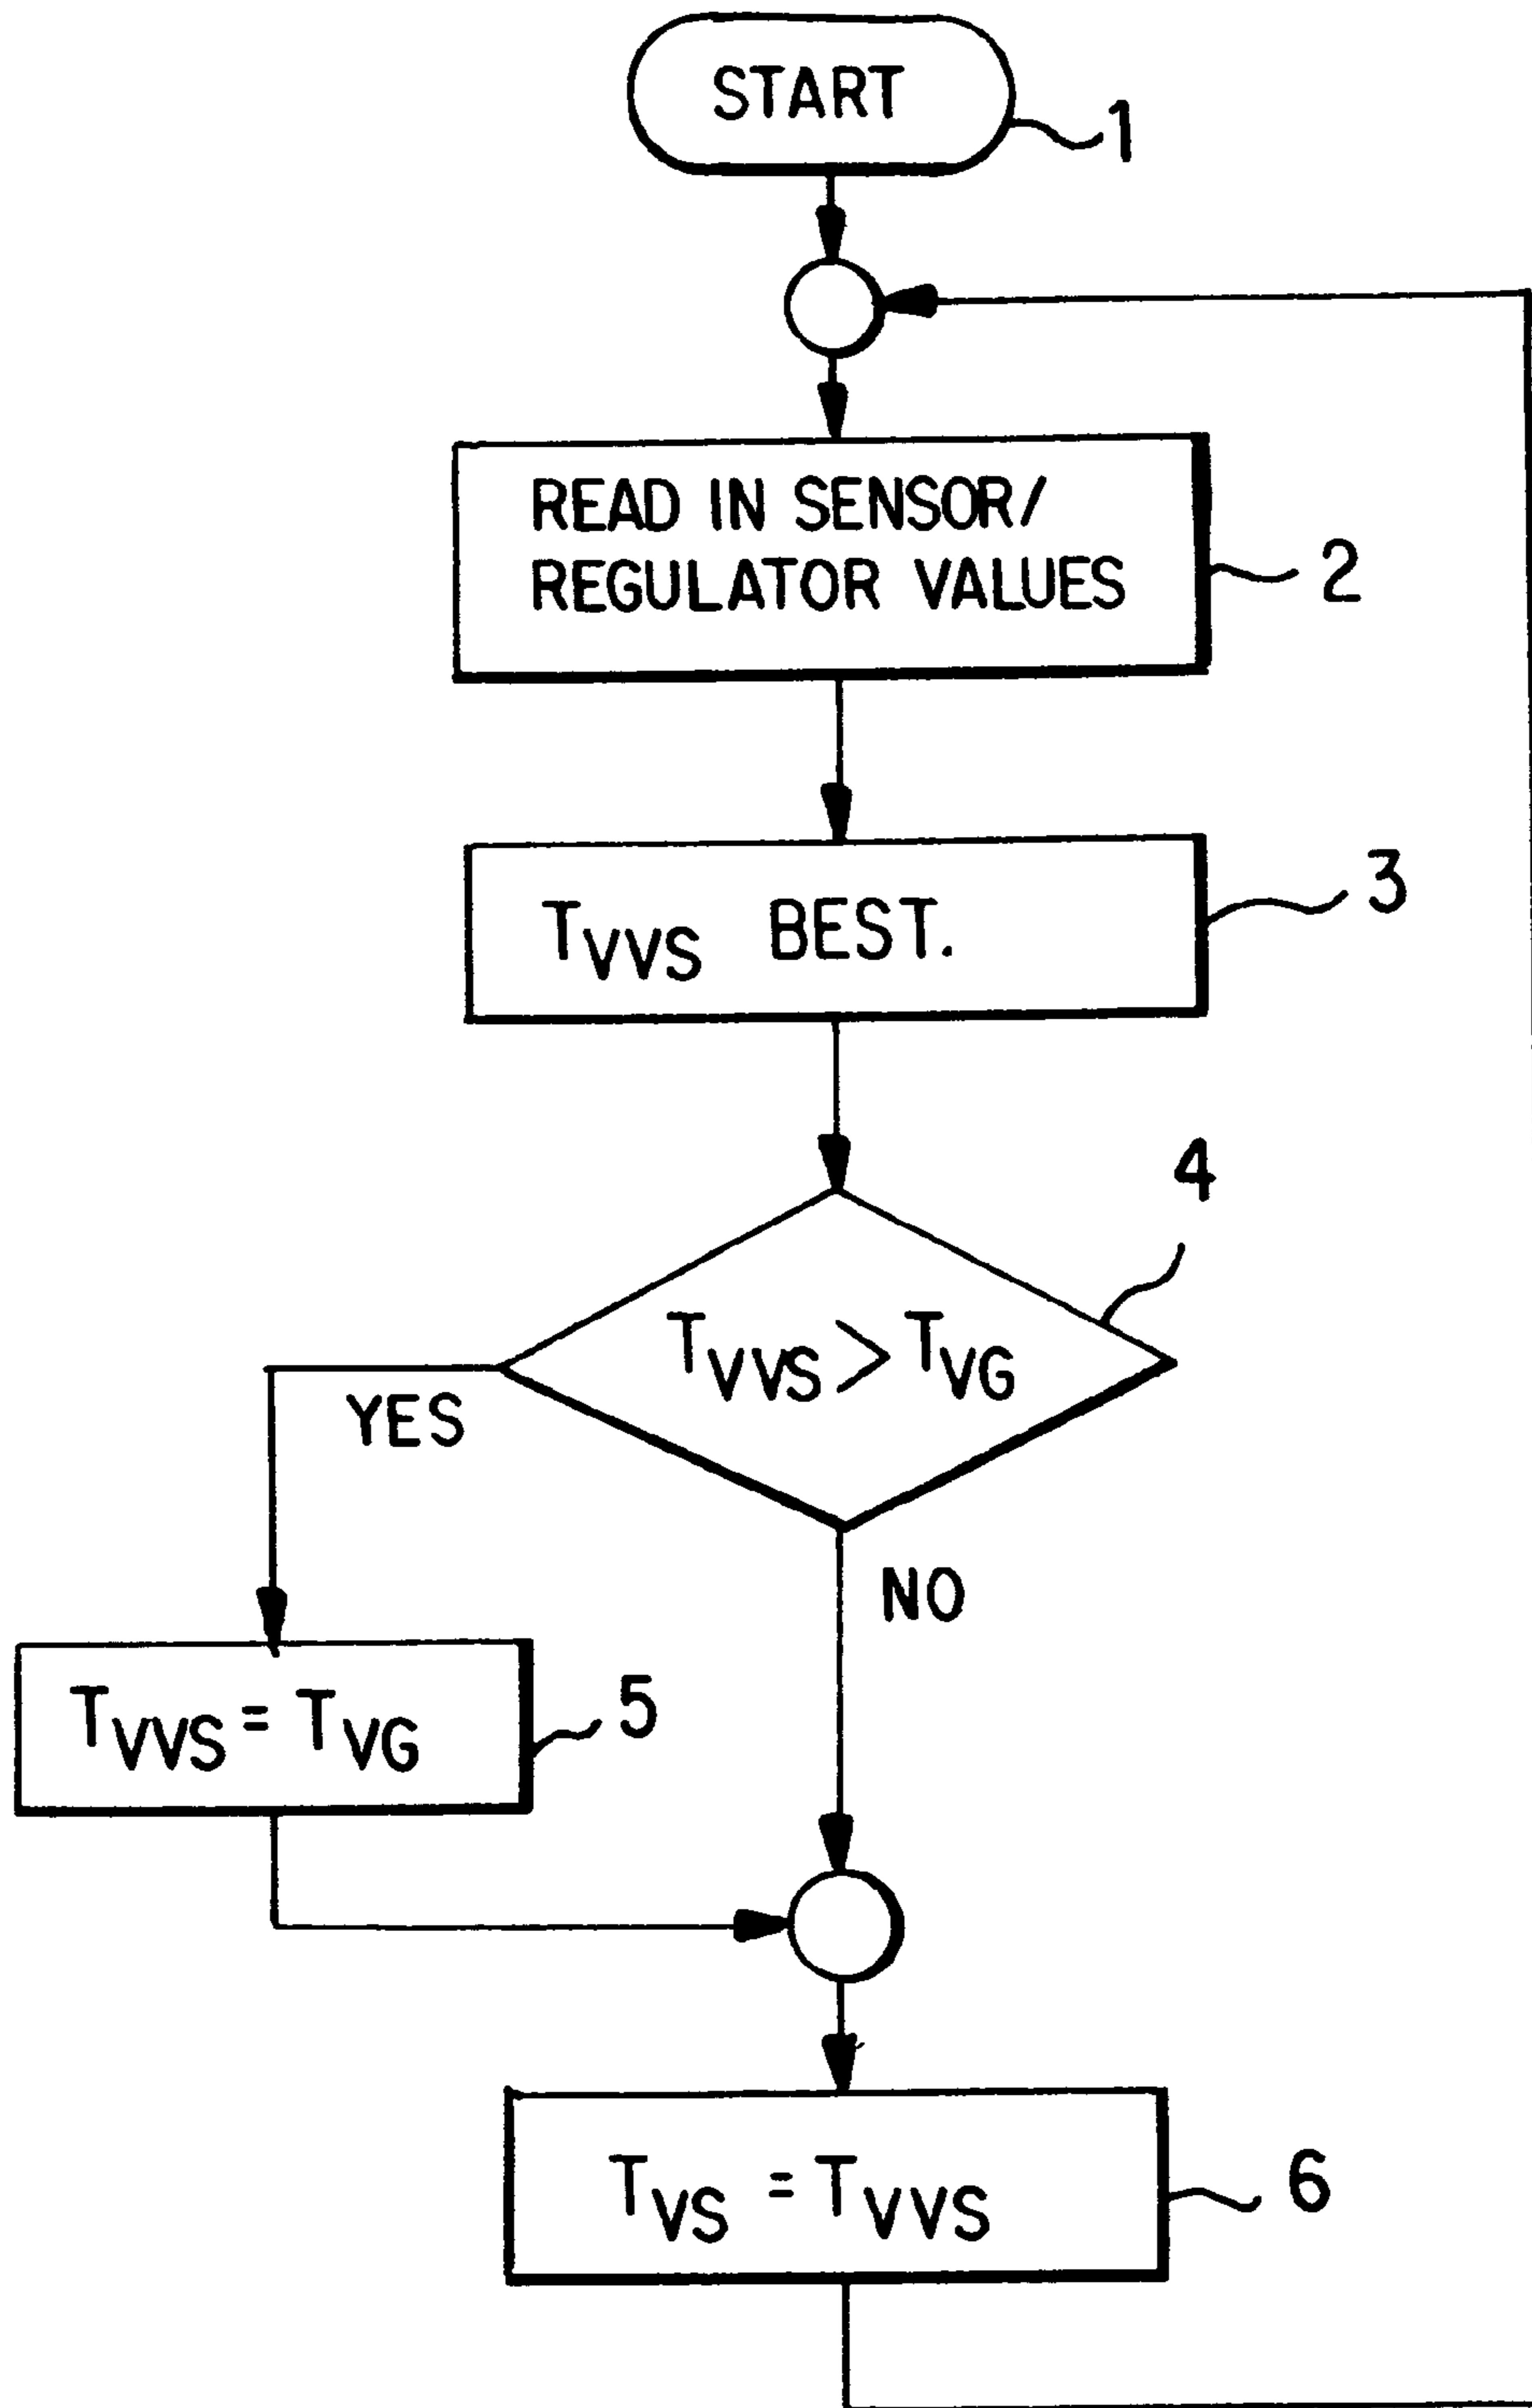 START
1
READ IN SENSOR/
REGULATOR VALUES
2
TVVS BEST.
3
4
TVVS > TVG
YES
NO
TVVS = TVG
5
TVS = TVVS
6